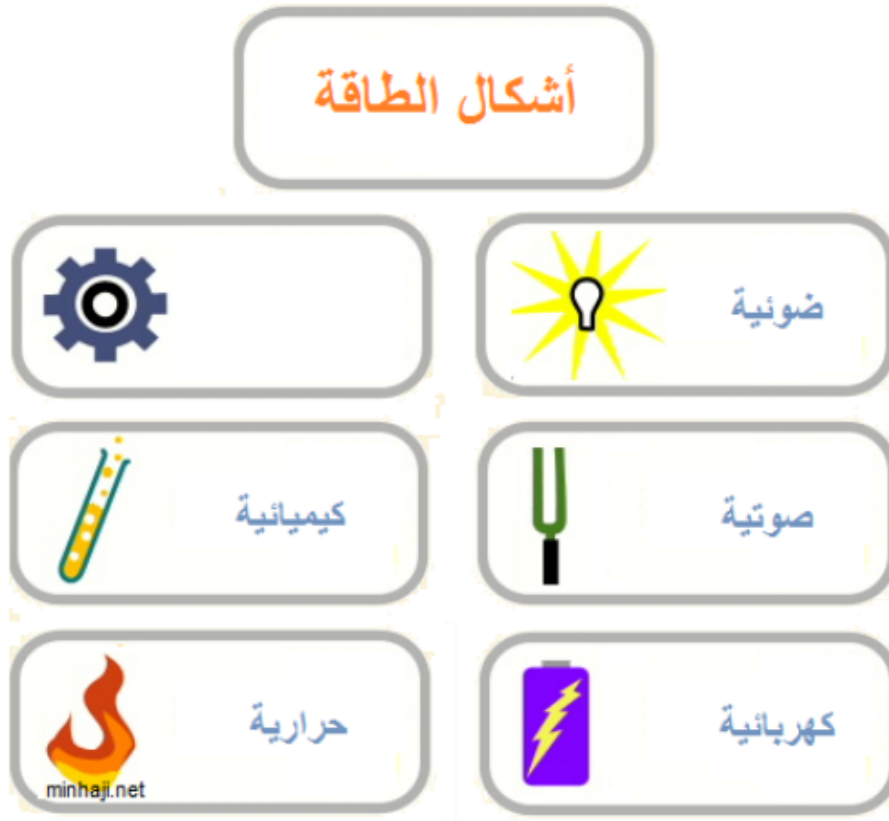 أشكال الطاقة
ضوئية
صوتية
كيميائية
كهربائية
حرارية
minhaji.net